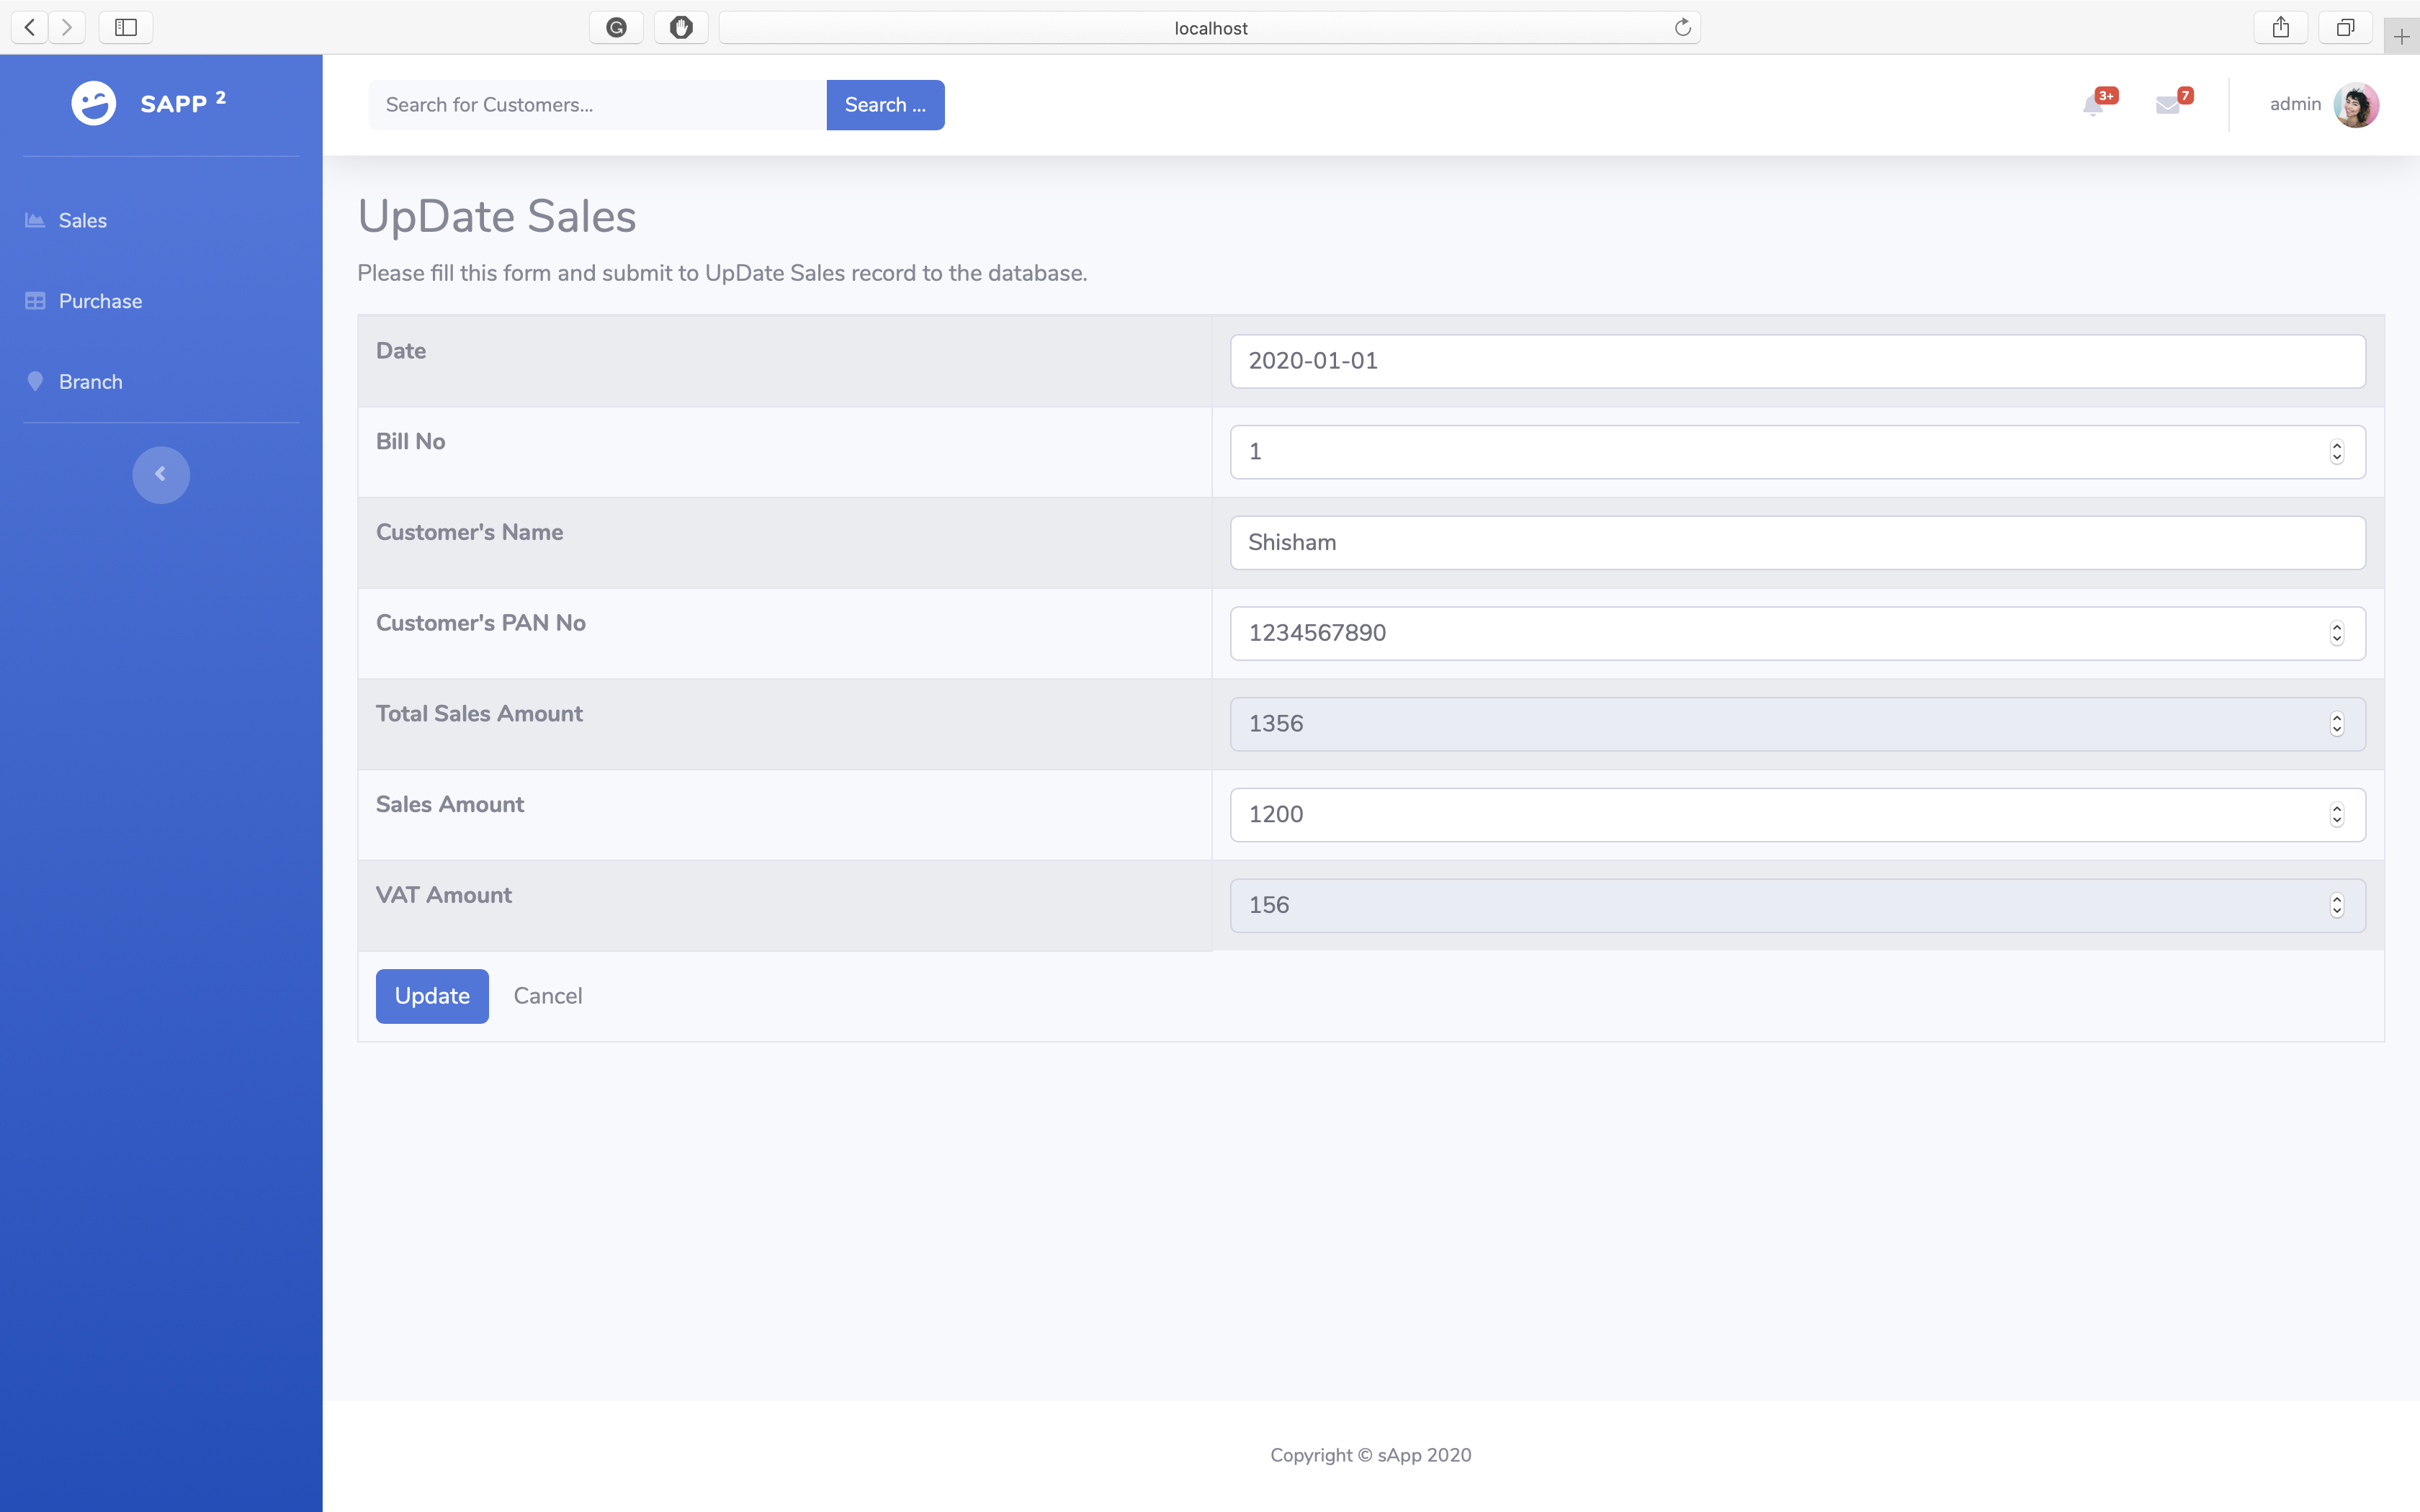 localhost
SAPP 2
Search for Customers...
Search ...
3+
7
admin
Sales
Purchase
Branch
UpDate Sales
Please fill this form and submit to UpDate Sales record to the database.
Date
2020-01-01
Bill No
1
Customer's Name
Shisham
Customer's PAN No
1234567890
Total Sales Amount
1356
Sales Amount
1200
VAT Amount
156
Update
Cancel
Copyright © sApp 2020